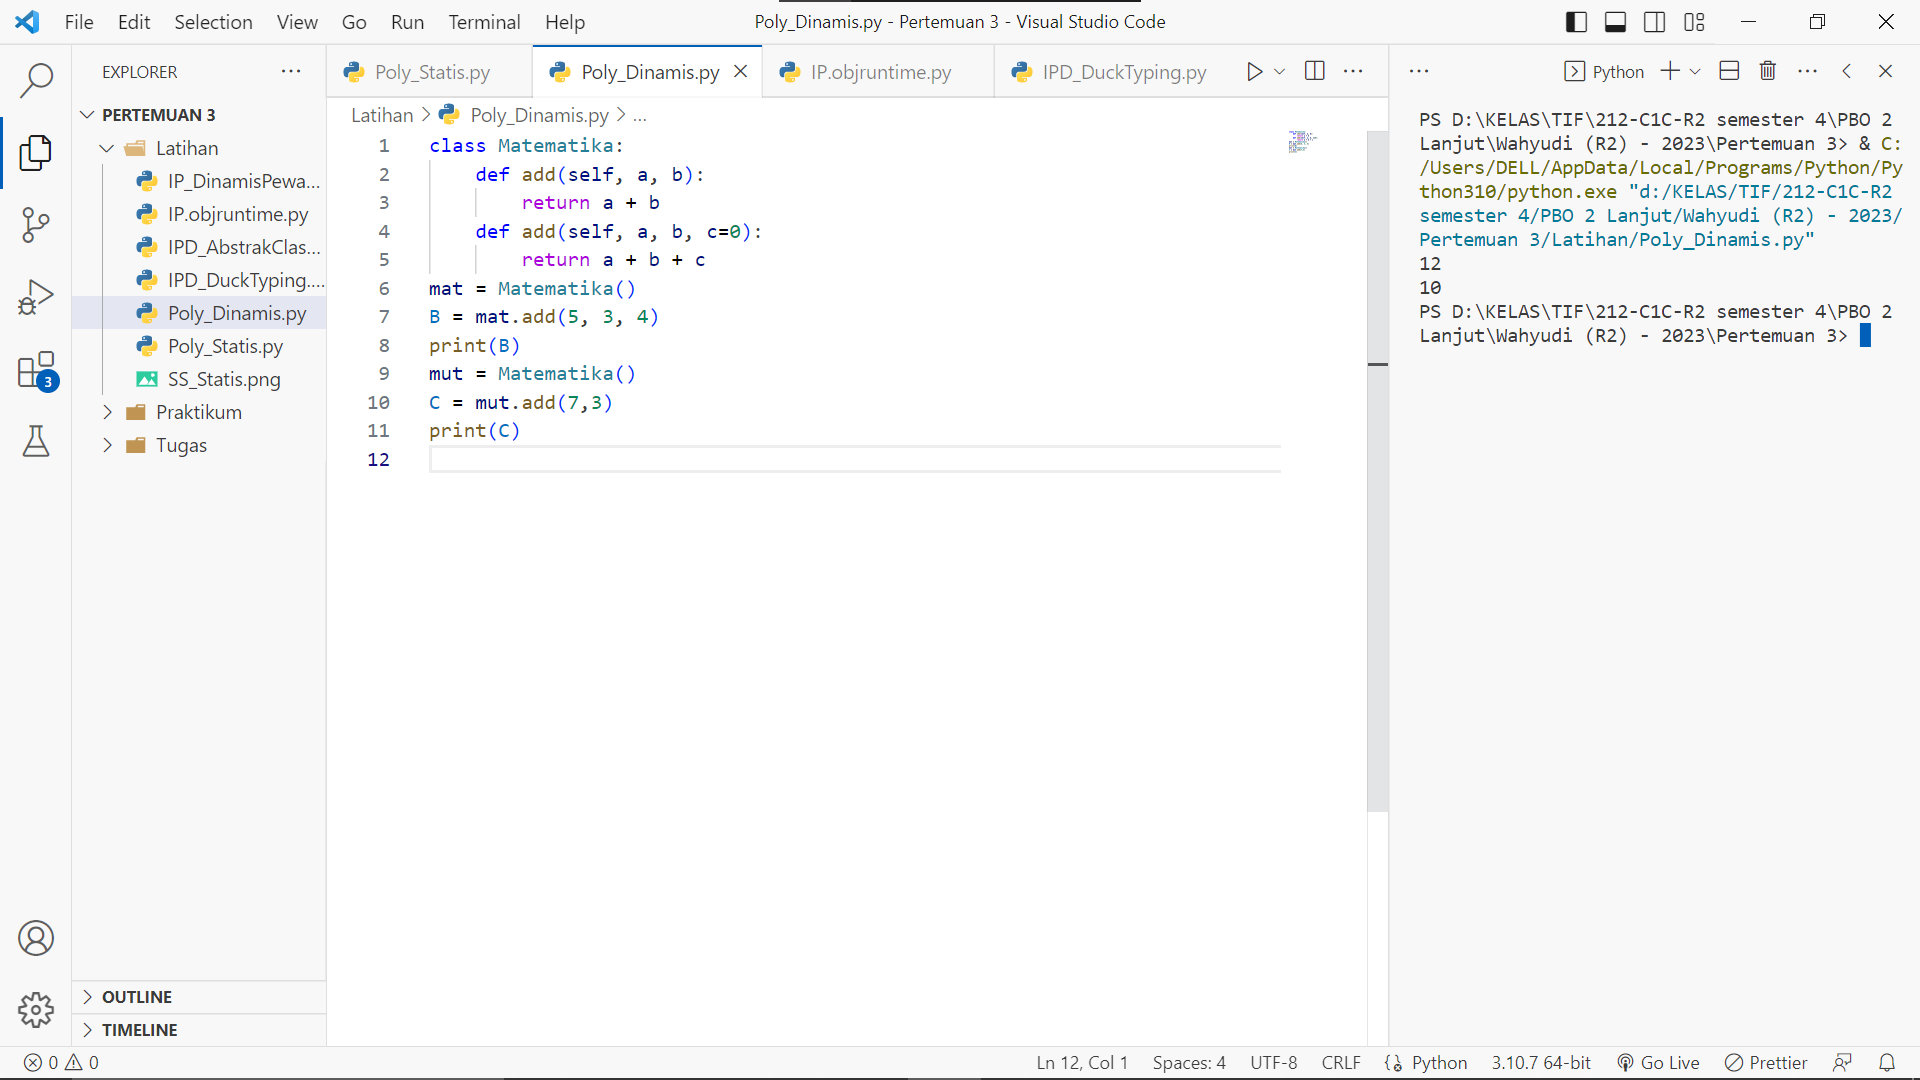 File Edit Selection View Go Run Terminal Help
Poly_Dinamis.py - Pertemuan 3 - Visual Studio Code
EXPLORER
PERTEMUAN 3
Latihan
IP_DinamisPewa...
IP.objruntime.py
IPD_AbstrakClas...
IPD_DuckTyping....
Poly_Dinamis.py
Poly_Statis.py
SS_Statis.png
Praktikum
Tugas
3
OUTLINE
TIMELINE
Poly_Statis.py Poly_Dinamis.py IP.objruntime.py IPD_DuckTyping.py
Latihan > Poly_Dinamis.py > ...
1 class Matematika:
2 def add(self, a, b):
3 return a + b
4 def add(self, a, b, c=0):
5 return a + b + c
6 mat = Matematika()
7 B = mat.add(5, 3, 4)
8 print(B)
9 mut = Matematika()
10 C = mut.add(7,3)
11 print(C)
12
Python
PS D:\KELAS\TIF\212-C1C-R2 semester 4\PBO 2
Lanjut\Wahyudi (R2) - 2023\Pertemuan 3> & C:
/Users/DELL/AppData/Local/Programs/Python/Py
thon310/python.exe "d:/KELAS/TIF/212-C1C-R2
semester 4/PBO 2 Lanjut/Wahyudi (R2) - 2023/
Pertemuan 3/Latihan/Poly_Dinamis.py"
12
10
PS D:\KELAS\TIF\212-C1C-R2 semester 4\PBO 2
Lanjut\Wahyudi (R2) - 2023\Pertemuan 3>
0 0 Ln 12, Col 1 Spaces: 4 UTF-8 CRLF Python 3.10.7 64-bit Go Live Prettier